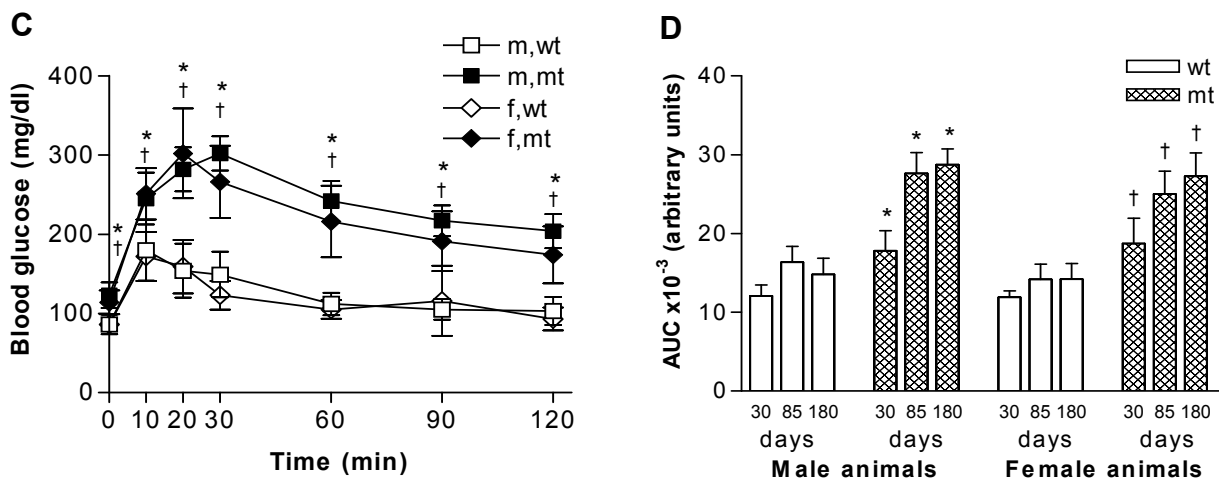 C
m,wt
m,mt
f,wt
f,mt
Blood glucose (mg/dl)
400
300
200
100
0
* † * † * † * † * † * † * †
0 10 20 30 60 90 120
Time (min)
D
wt
mt
AUC x10⁻³ (arbitrary units)
40
30
20
10
0
* * * † † †
30 85 180 30 85 180 30 85 180 30 85 180
days days days days
Male animals Female animals